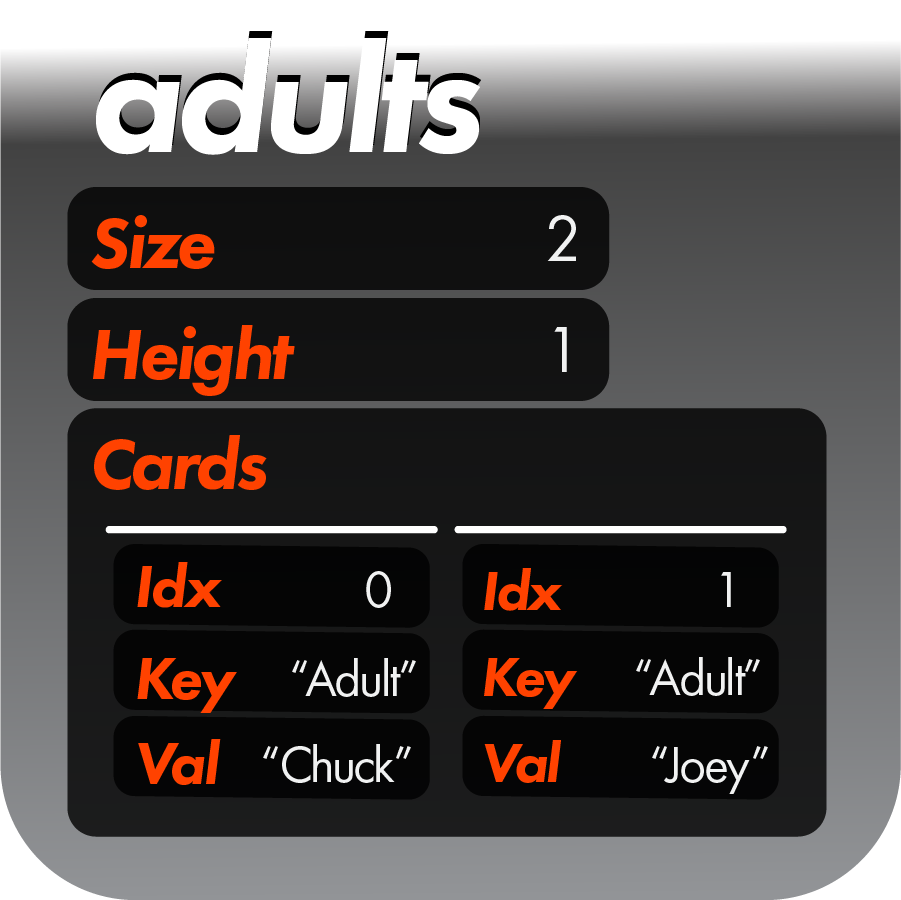 adults
Size 2
Height 1
Cards
Idx 0
Key “Adult”
Val “Chuck”
Idx 1
Key “Adult”
Val “Joey”